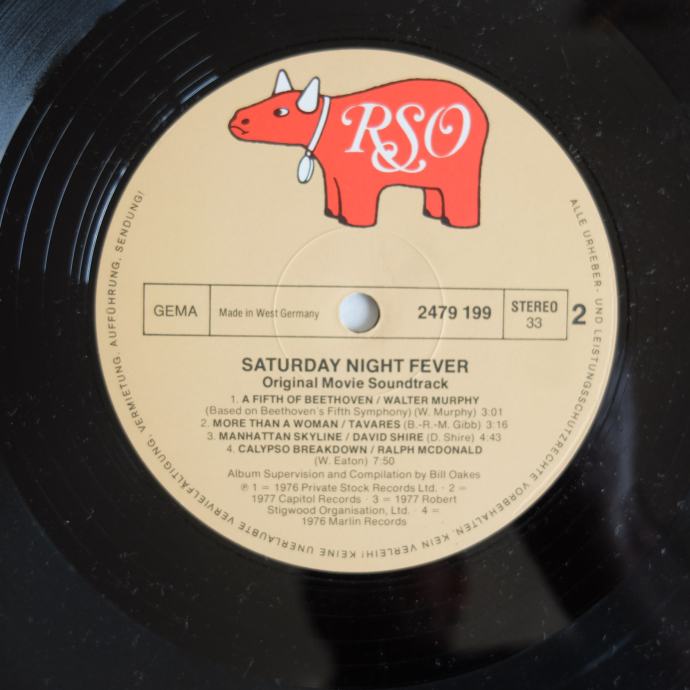 RSO
GEMA
Made in West Germany
2479 199
STEREO
33
2
SATURDAY NIGHT FEVER
Original Movie Soundtrack
1. A FIFTH OF BEETHOVEN / WALTER MURPHY
(Based on Beethoven's Fifth Symphony) (W. Murphy) 3:01
2. MORE THAN A WOMAN / TAVARES (B.-R.-M. Gibb) 3:16
3. MANHATTAN SKYLINE / DAVID SHIRE (D. Shire) 4:43
4. CALYPSO BREAKDOWN / RALPH MCDONALD
(W. Eaton) 7:50
Album Supervision and Compilation by Bill Oakes
℗ 1 = 1976 Private Stock Records Ltd. · 2 =
1977 Capitol Records · 3 = 1977 Robert
Stigwood Organisation, Ltd. · 4 =
1976 Marlin Records
ALLE URHEBER- UND LEISTUNGSSCHUTZRECHTE VORBEHALTEN. KEIN VERLEIH! KEINE UNERLAUBTE VERVIELFÄLTIGUNG, VERMIETUNG, AUFFÜHRUNG, SENDUNG!